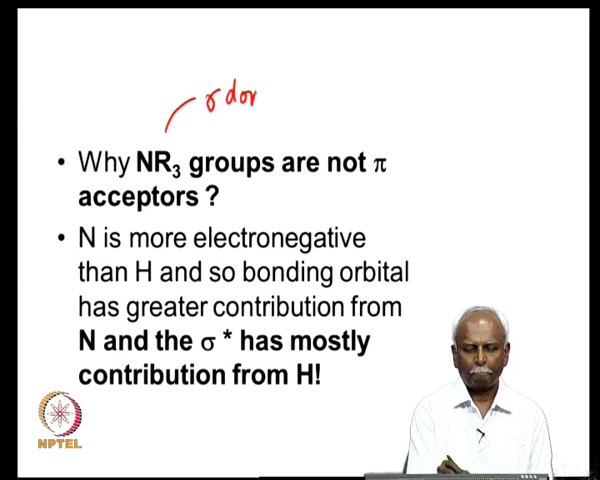 σ don
• Why NR₃ groups are not π
acceptors ?
• N is more electronegative
than H and so bonding orbital
has greater contribution from
N and the σ * has mostly
contribution from H!
NPTEL